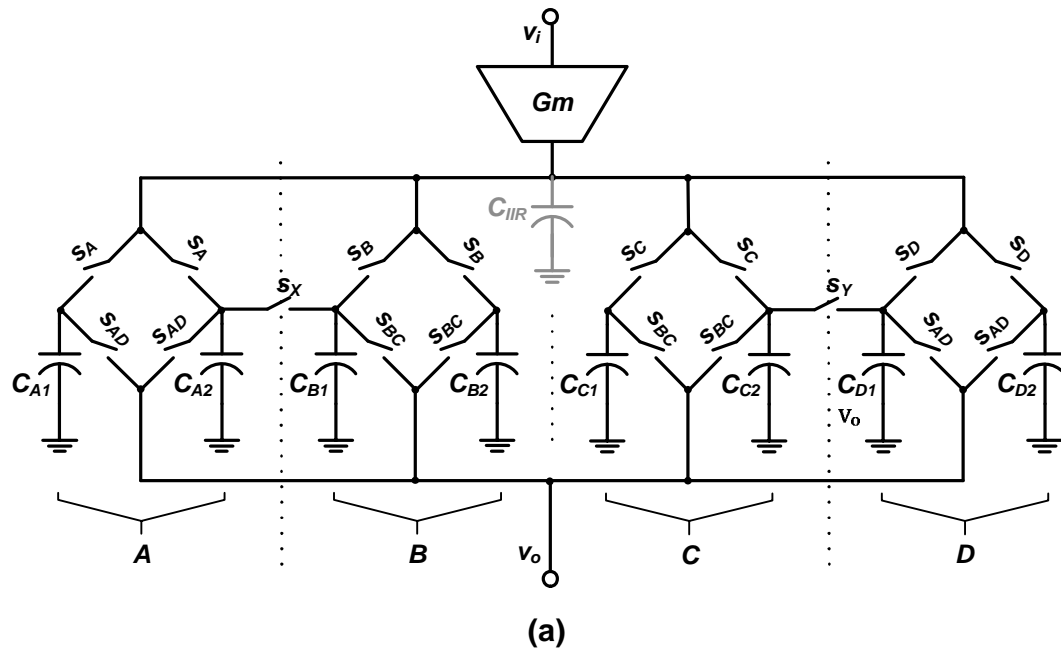 vi
Gm
CIIR
SA SA SB SB SC SC SD SD
SX SY
SAD SAD SBC SBC SBC SBC SAD SAD
CA1 CA2 CB1 CB2 CC1 CC2 CD1 CD2
Vo
A B C D
vo
(a)